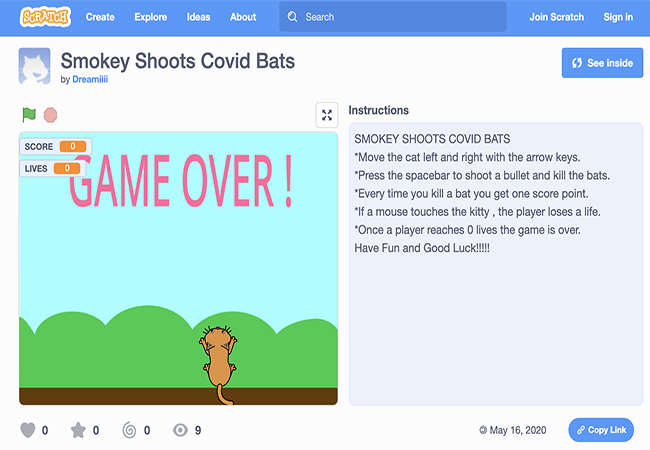 SCRATCH Create Explore Ideas About Search Join Scratch Sign in
Smokey Shoots Covid Bats
by Dreamiiii
See inside
Instructions
SCORE 0
LIVES 0
GAME OVER !
SMOKEY SHOOTS COVID BATS
*Move the cat left and right with the arrow keys.
*Press the spacebar to shoot a bullet and kill the bats.
*Every time you kill a bat you get one score point.
*If a mouse touches the kitty , the player loses a life.
*Once a player reaches 0 lives the game is over.
Have Fun and Good Luck!!!!!
0 0 0 9 © May 16, 2020 Copy Link